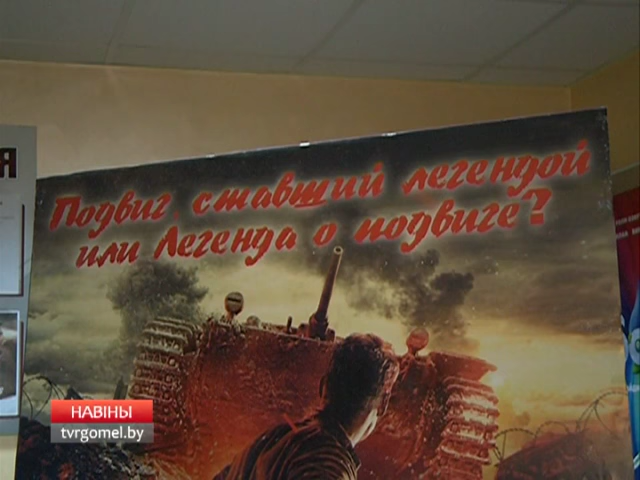 Я
Подвиг, ставший легендой
или Легенда о подвиге?
НАВІНЫ
tvrgomel.by